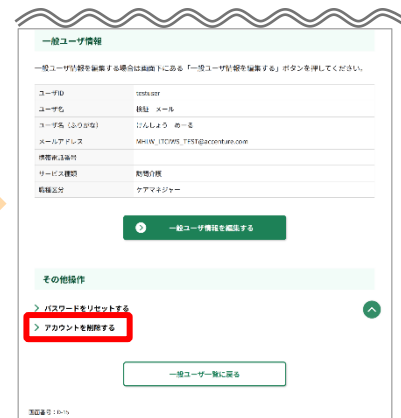 一般ユーザ情報
一般ユーザ情報を編集する場合は画面下にある「一般ユーザ情報を編集する」ボタンを押してください。
ユーザID testuser
ユーザ名 検証 メール
ユーザ名（ふりがな） けんしょう めーる
メールアドレス MHLW_LTCIWS_TEST@accenture.com
携帯電話番号
サービス種類 訪問介護
職種区分 ケアマネジャー
一般ユーザ情報を編集する
その他操作
パスワードをリセットする
アカウントを削除する
一般ユーザ一覧に戻る
画面番号：D-15